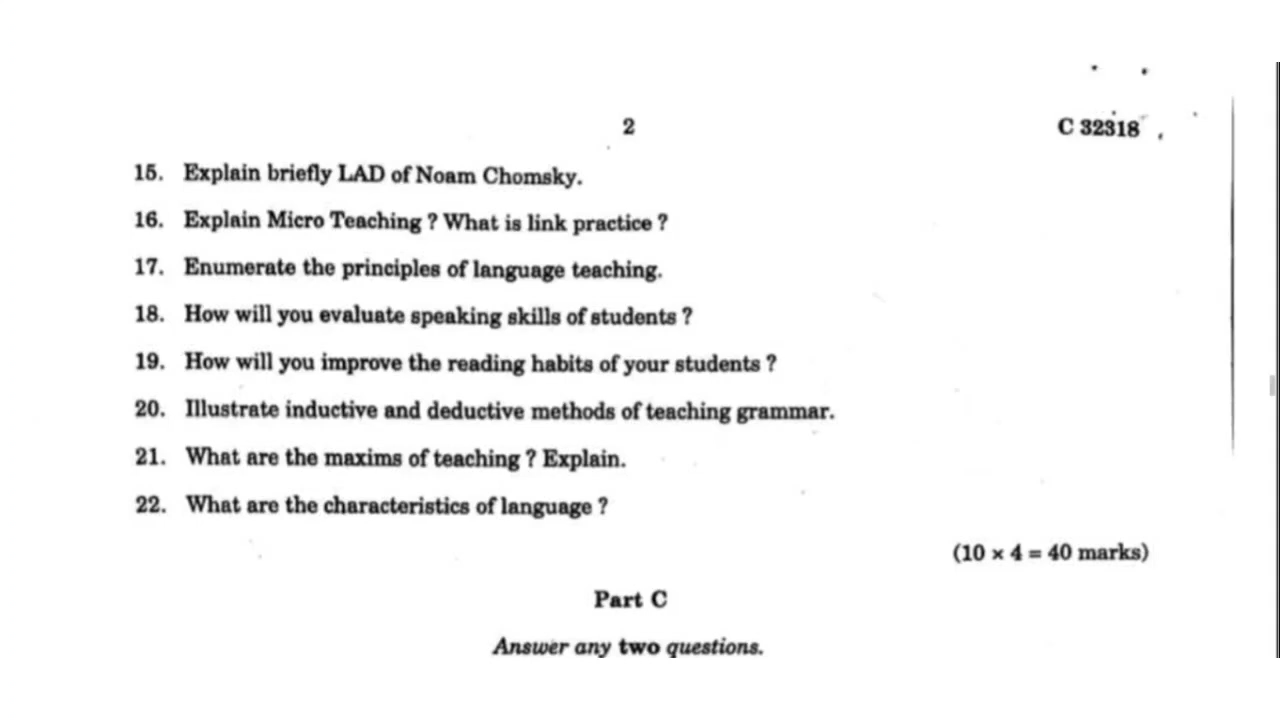 2
C 32318
15. Explain briefly LAD of Noam Chomsky.
16. Explain Micro Teaching ? What is link practice ?
17. Enumerate the principles of language teaching.
18. How will you evaluate speaking skills of students ?
19. How will you improve the reading habits of your students ?
20. Illustrate inductive and deductive methods of teaching grammar.
21. What are the maxims of teaching ? Explain.
22. What are the characteristics of language ?
(10 × 4 = 40 marks)
Part C
Answer any two questions.